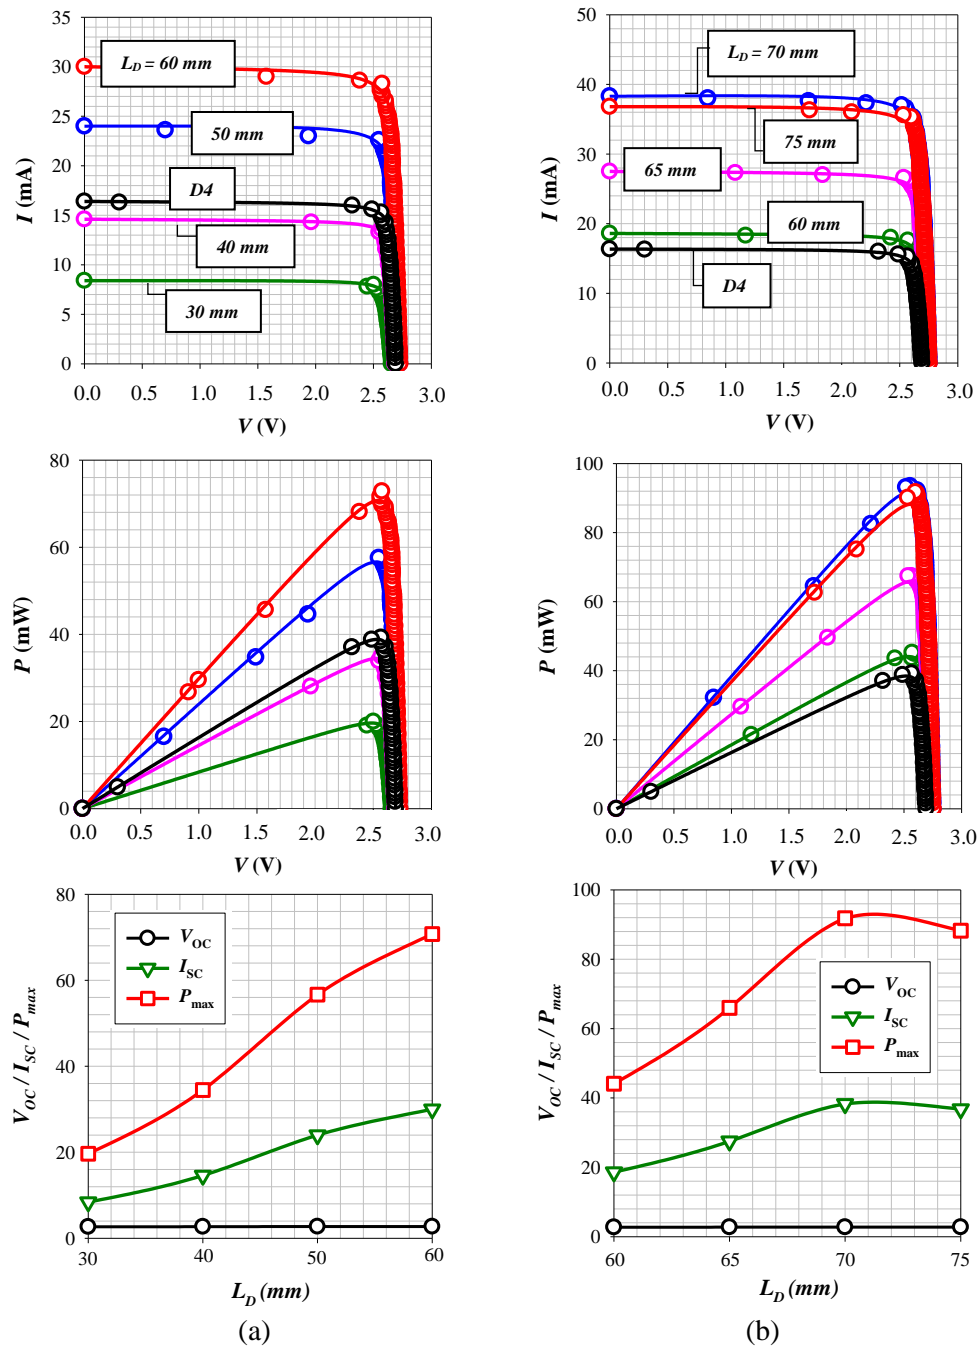 35
30
25
20
15
10
5
0
I (mA)
L_D = 60 mm
50 mm
D4
40 mm
30 mm
0.0 0.5 1.0 1.5 2.0 2.5 3.0
V (V)
50
40
30
20
10
00
I (mA)
L_D = 70 mm
75 mm
65 mm
60 mm
D4
0.0 0.5 1.0 1.5 2.0 2.5 3.0
V (V)
80
60
40
20
0
P (mW)
0.0 0.5 1.0 1.5 2.0 2.5 3.0
V (V)
100
80
60
40
20
0
P (mW)
0.0 0.5 1.0 1.5 2.0 2.5 3.0
V (V)
80
60
40
20
0
V_OC / I_SC / P_max
V_OC
I_SC
P_max
30 40 50 60
L_D (mm)
(a)
100
80
60
40
20
0
V_OC / I_SC / P_max
V_OC
I_SC
P_max
60 65 70 75
L_D (mm)
(b)